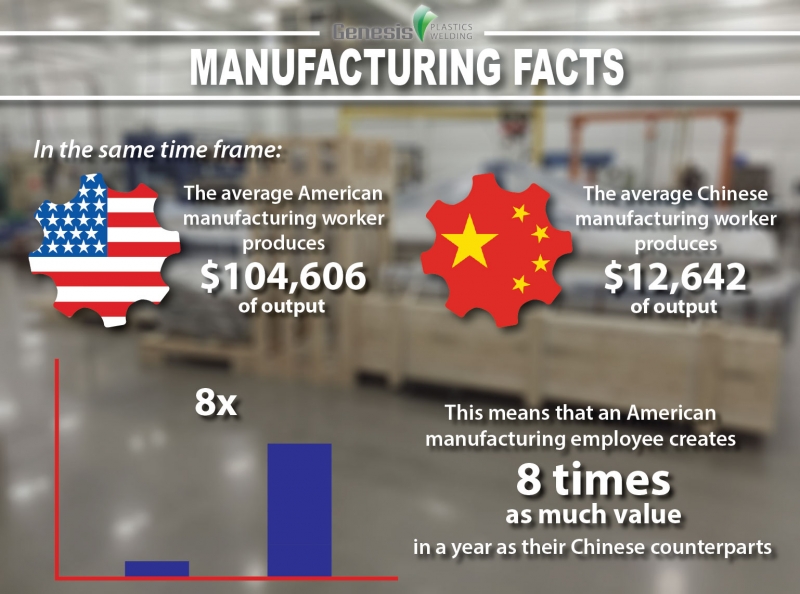 Genesis PLASTICS
WELDING
MANUFACTURING FACTS
In the same time frame:
The average American
manufacturing worker
produces
$104,606
of output
The average Chinese
manufacturing worker
produces
$12,642
of output
8x
This means that an American
manufacturing employee creates
8 times
as much value
in a year as their Chinese counterparts